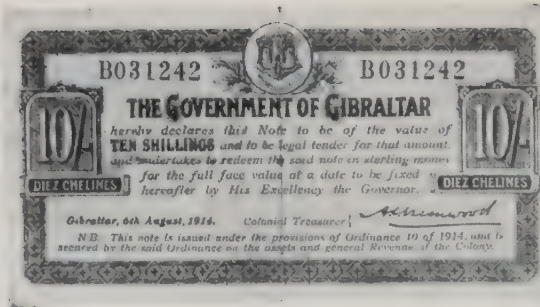 B031242 B031242
THE GOVERNMENT OF GIBRALTAR
10/- 10/-
hereby declares this Note to be of the value of
TEN SHILLINGS and to be legal tender for that amount,
and undertakes to redeem the said note in sterling money
for the full face value at a date to be fixed
hereafter by His Excellency the Governor.
DIEZ CHELINES DIEZ CHELINES
Gibraltar, 6th August, 1914. Colonial Treasurer
N.B. This note is issued under the provisions of Ordinance 10 of 1914, and is
secured by the said Ordinance on the assets and general Revenue of the Colony.